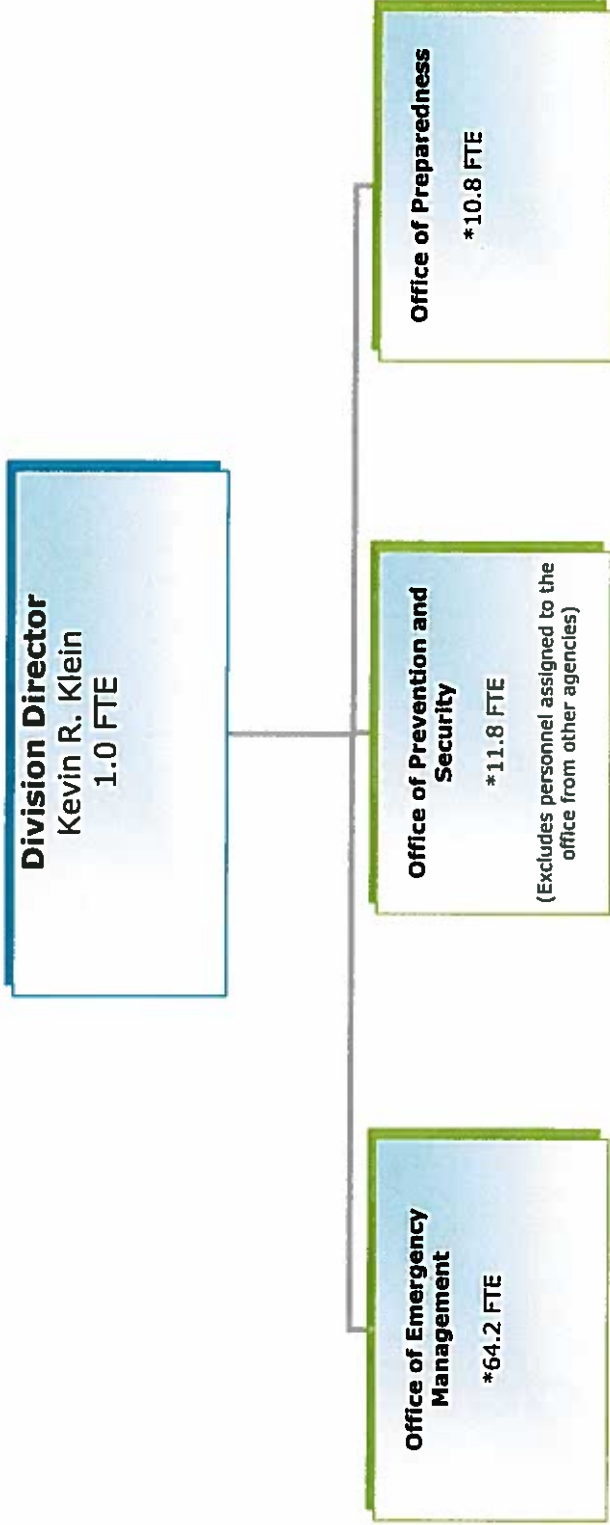 Division Director
Kevin R. Klein
1.0 FTE
Office of Emergency
Management
*64.2 FTE
Office of Prevention and
Security
*11.8 FTE
(Excludes personnel assigned to the
office from other agencies)
Office of Preparedness
*10.8 FTE